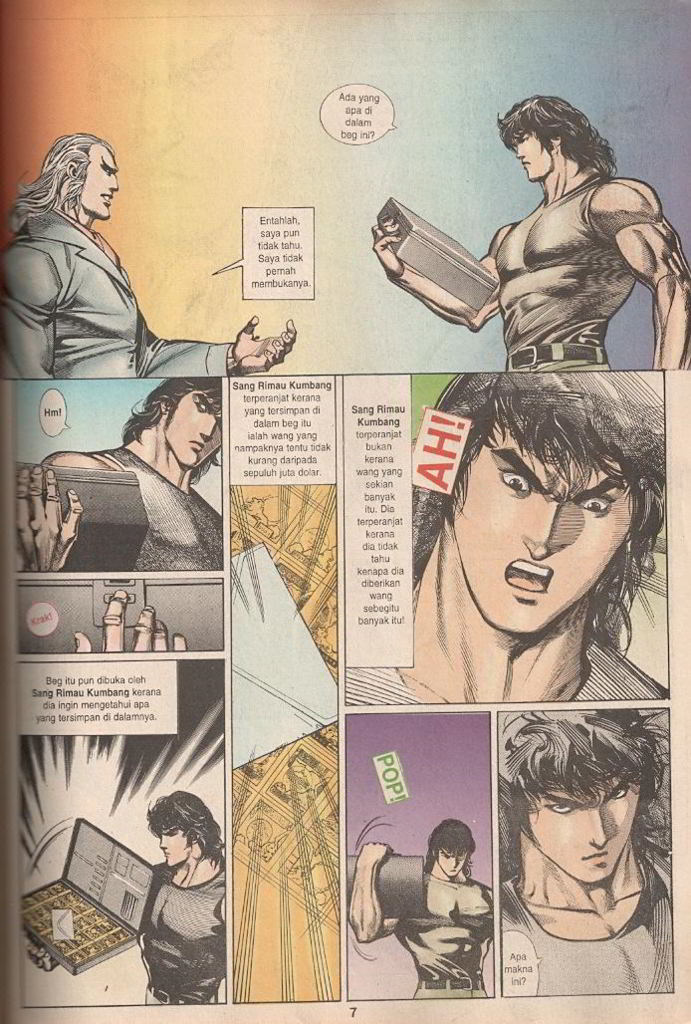 Ada yang
apa di
dalam
beg ini?
Entahlah,
saya pun
tidak tahu.
Saya tidak
pernah
membukanya.
Hm!
Krak!
Beg itu pun dibuka oleh
Sang Rimau Kumbang kerana
dia ingin mengetahui apa
yang tersimpan di dalamnya.
Sang Rimau Kumbang
terperanjat kerana
yang tersimpan di
dalam beg itu
ialah wang yang
nampaknya tentu tidak
kurang daripada
sepuluh juta dolar.
Sang Rimau
Kumbang
terperanjat
bukan
kerana
wang yang
sekian
banyak
itu. Dia
terperanjat
kerana
dia tidak
tahu
kenapa dia
diberikan
wang
sebegitu
banyak itu!
AH!
POP!
Apa
makna
ini?
7